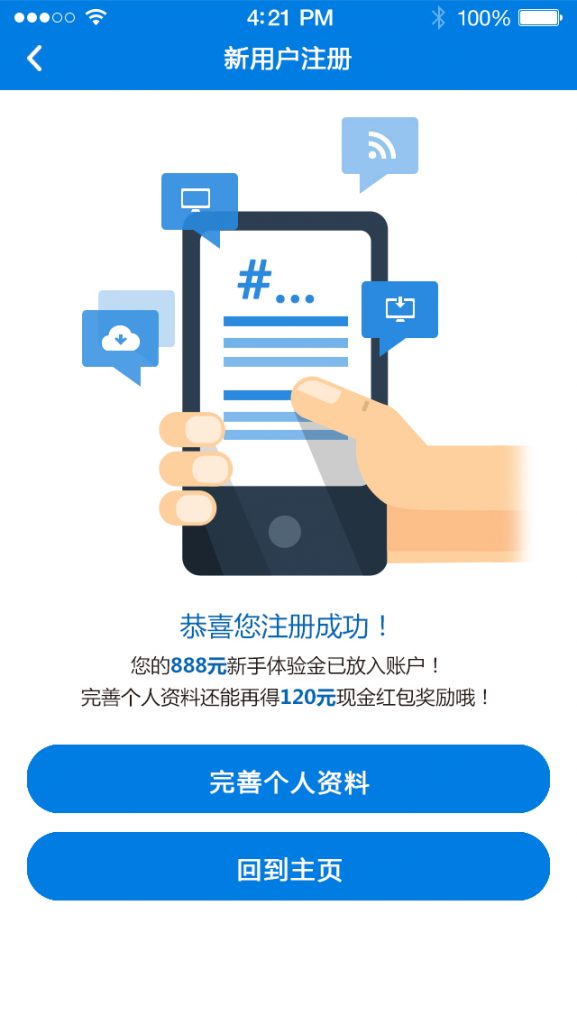 4:21 PM 100%
新用户注册
#...
恭喜您注册成功！
您的888元新手体验金已放入账户！
完善个人资料还能再得120元现金红包奖励哦！
完善个人资料
回到主页